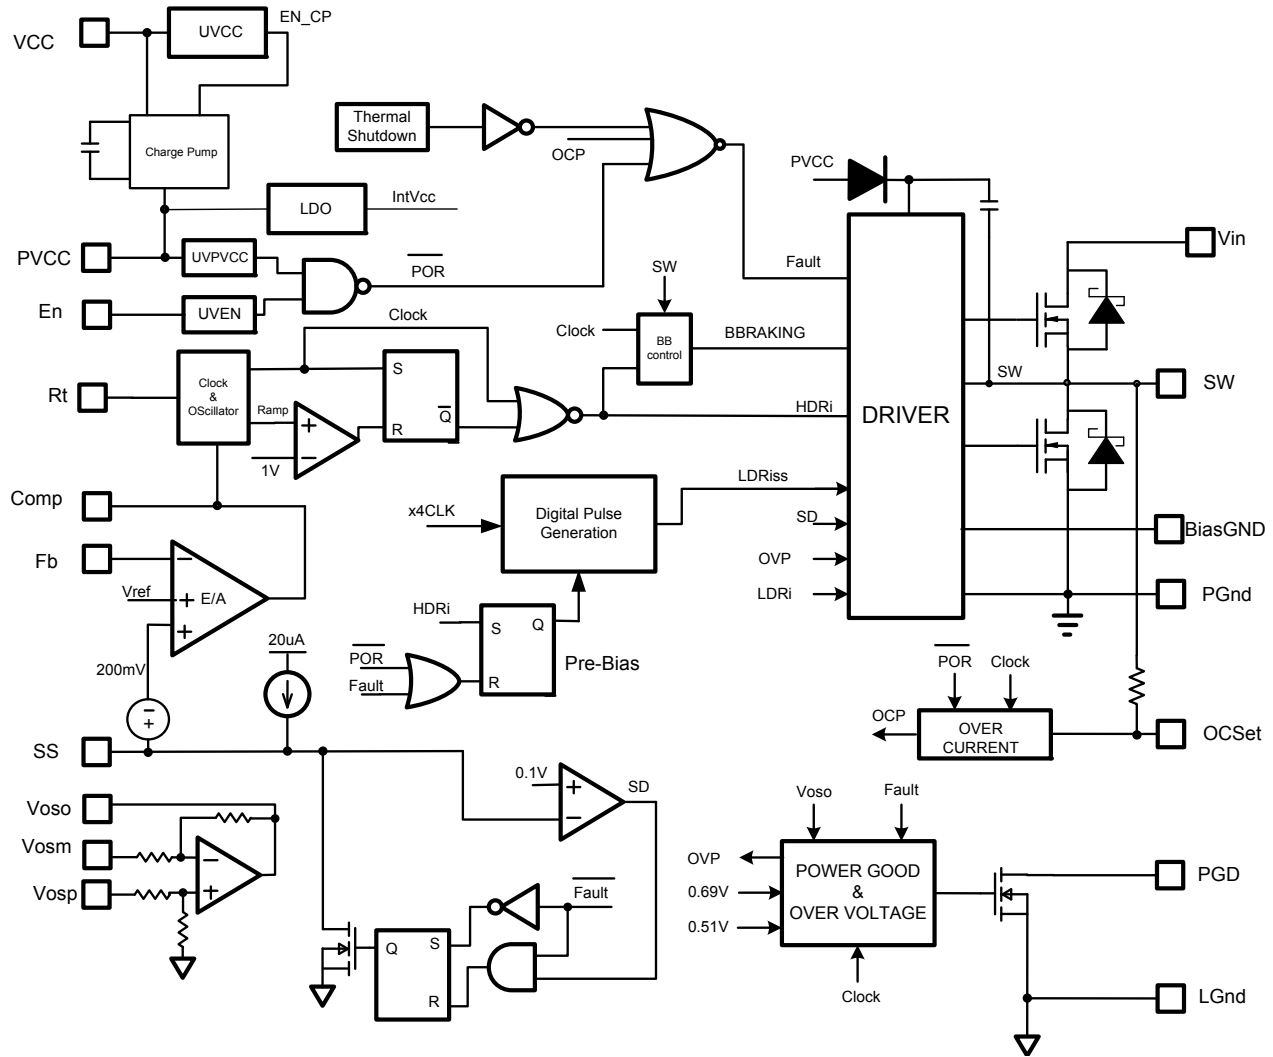 VCC
UVCC
EN_CP
Charge Pump
Thermal
Shutdown
OCP
PVCC
LDO
IntVcc
PVCC
UVPVCC
POR
Fault
Vin
En
UVEN
SW
Clock
Clock
BB
control
BBRAKING
Rt
Clock
&
OScillator
Ramp
+
−
1V
S
R
Q
HDRi
DRIVER
SW
SW
Comp
Fb
Vref
−
+ E/A
+
200mV
x4CLK
Digital Pulse
Generation
LDRiss
SD
OVP
LDRi
BiasGND
PGnd
HDRi
POR
Fault
S
R
Q
Pre-Bias
20uA
−
+
POR
Clock
OCP
OVER
CURRENT
OCSet
SS
0.1V
+
−
SD
Voso
Vosm
Vosp
−
+
Fault
Q
S
R
Voso
Fault
OVP
0.69V
0.51V
POWER GOOD
&
OVER VOLTAGE
Clock
PGD
LGnd